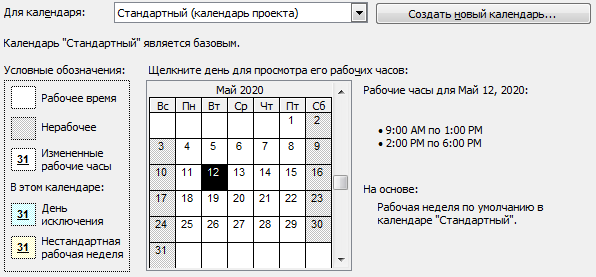 Для календаря: Стандартный (календарь проекта) Создать новый календарь...
Календарь "Стандартный" является базовым.
Условные обозначения:
Рабочее время
Нерабочее
31 Измененные
рабочие часы
В этом календаре:
31 День
исключения
31 Нестандартная
рабочая неделя
Щелкните день для просмотра его рабочих часов:
Май 2020
Вс Пн Вт Ср Чт Пт Сб
1 2
3 4 5 6 7 8 9
10 11 12 13 14 15 16
17 18 19 20 21 22 23
24 25 26 27 28 29 30
31
Рабочие часы для Май 12, 2020:
• 9:00 AM по 1:00 PM
• 2:00 PM по 6:00 PM
На основе:
Рабочая неделя по умолчанию в
календаре "Стандартный".